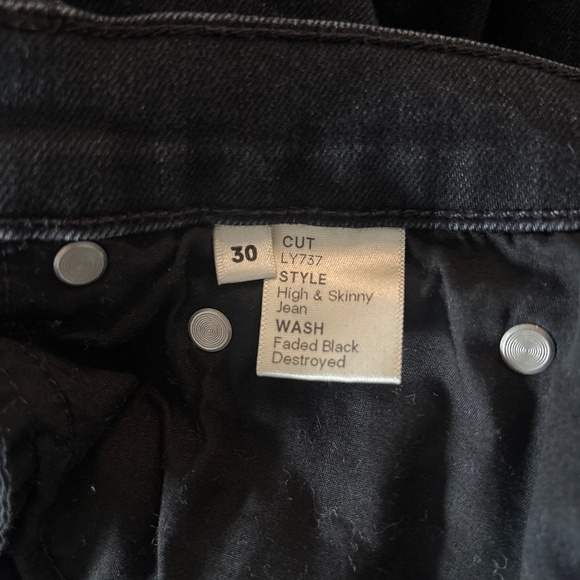 30
CUT
LY737
STYLE
High & Skinny
Jean
WASH
Faded Black
Destroyed